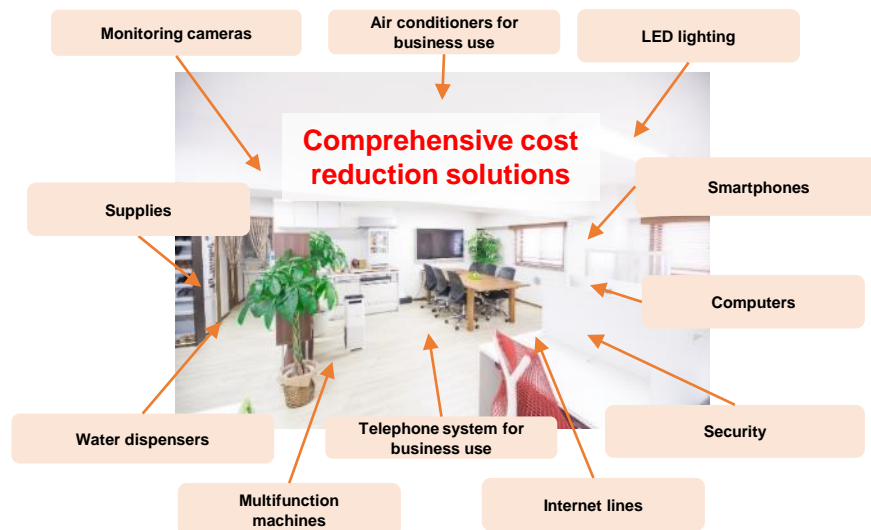 Monitoring cameras
Air conditioners for
business use
LED lighting
Comprehensive cost
reduction solutions
Supplies
Smartphones
Computers
Water dispensers
Telephone system for
business use
Security
Multifunction
machines
Internet lines